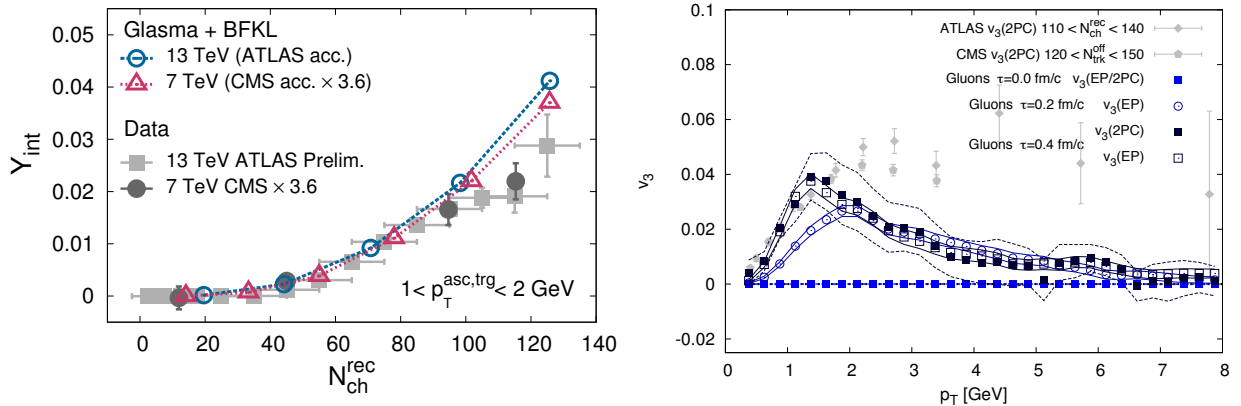 Glasma + BFKL
13 TeV (ATLAS acc.)
7 TeV (CMS acc. × 3.6)
Data
13 TeV ATLAS Prelim.
7 TeV CMS × 3.6
1< p_T^{asc,trg} < 2 GeV
Y_int
0.05
0.04
0.03
0.02
0.01
0
0 20 40 60 80 100 120 140
N_ch^rec
ATLAS v_3(2PC) 110 < N_ch^rec < 140
CMS v_3(2PC) 120 < N_trk^off < 150
Gluons τ=0.0 fm/c v_3(EP/2PC)
Gluons τ=0.2 fm/c v_3(EP)
v_3(2PC)
Gluons τ=0.4 fm/c
v_3(EP)
v_3
0.1
0.08
0.06
0.04
0.02
0
-0.02
0 1 2 3 4 5 6 7 8
p_T [GeV]